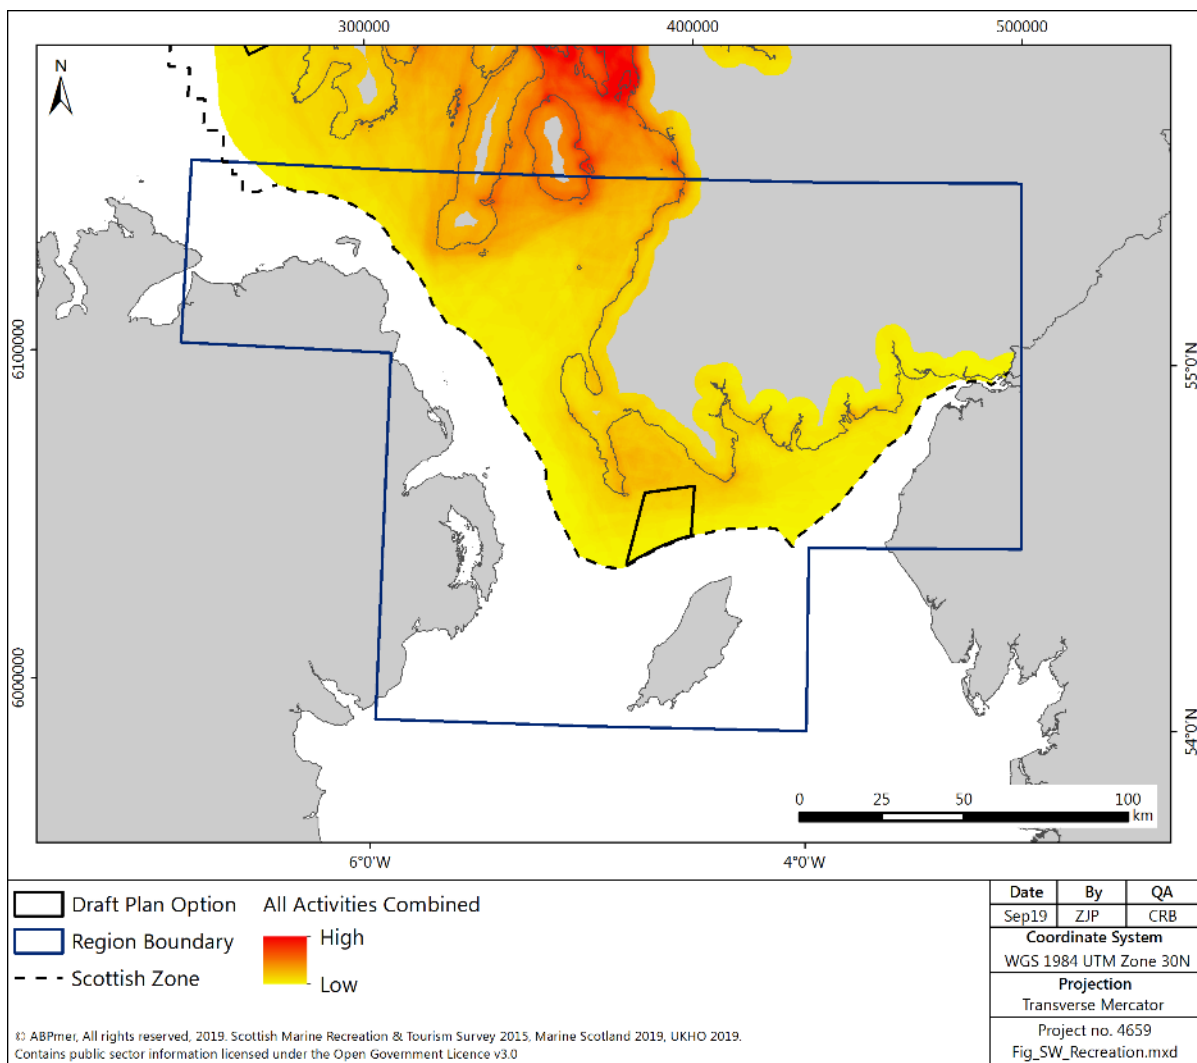 300000
400000
500000
N
6100000
55°0'N
6000000
54°0'N
0
25
50
100
km
6°0'W
4°0'W
Draft Plan Option
All Activities Combined
Region Boundary
High
Scottish Zone
Low
Date
By
QA
Sep19
ZJP
CRB
Coordinate System
WGS 1984 UTM Zone 30N
Projection
Transverse Mercator
Project no. 4659
Fig_SW_Recreation.mxd
© ABPmer, All rights reserved, 2019. Scottish Marine Recreation & Tourism Survey 2015, Marine Scotland 2019, UKHO 2019.
Contains public sector information licensed under the Open Government Licence v3.0